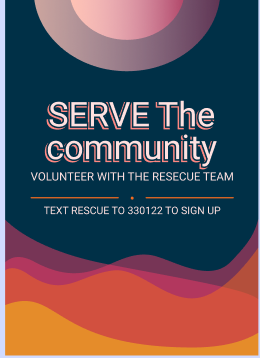 SERVE The
community
VOLUNTEER WITH THE RESECUE TEAM
TEXT RESCUE TO 330122 TO SIGN UP